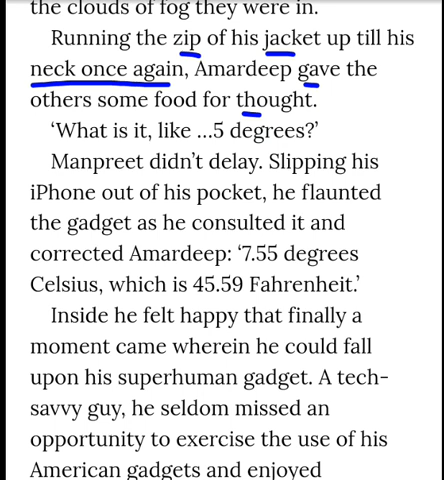 the clouds of fog they were in.
Running the zip of his jacket up till his
neck once again, Amardeep gave the
others some food for thought.
‘What is it, like ...5 degrees?’
Manpreet didn’t delay. Slipping his
iPhone out of his pocket, he flaunted
the gadget as he consulted it and
corrected Amardeep: ‘7.55 degrees
Celsius, which is 45.59 Fahrenheit.’
Inside he felt happy that finally a
moment came wherein he could fall
upon his superhuman gadget. A tech-
savvy guy, he seldom missed an
opportunity to exercise the use of his
American gadgets and enjoyed